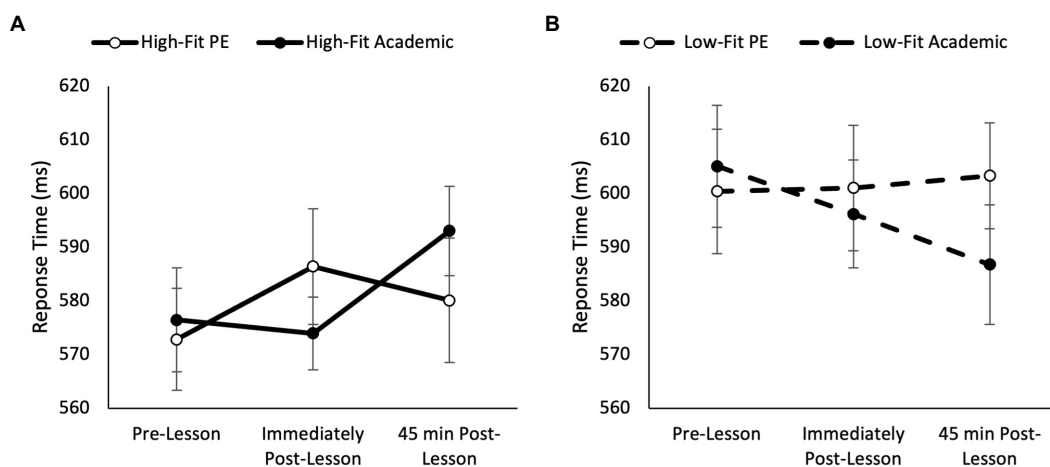 A
High-Fit PE
High-Fit Academic
620
610
600
590
580
570
560
Reponse Time (ms)
Pre-Lesson
Immediately
Post-Lesson
45 min Post-
Lesson
B
Low-Fit PE
Low-Fit Academic
620
610
600
590
580
570
560
Reponse Time (ms)
Pre-Lesson
Immediately
Post-Lesson
45 min Post-
Lesson